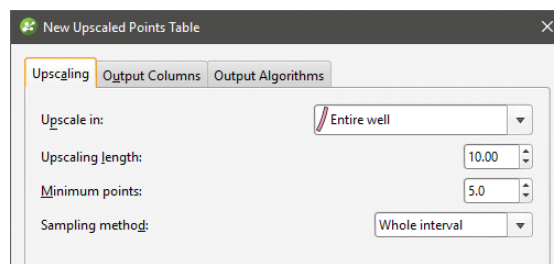 New Upscaled Points Table
Upscaling Output Columns Output Algorithms
Upscale in: Entire well
Upscaling length: 10.00
Minimum points: 5.0
Sampling method: Whole interval